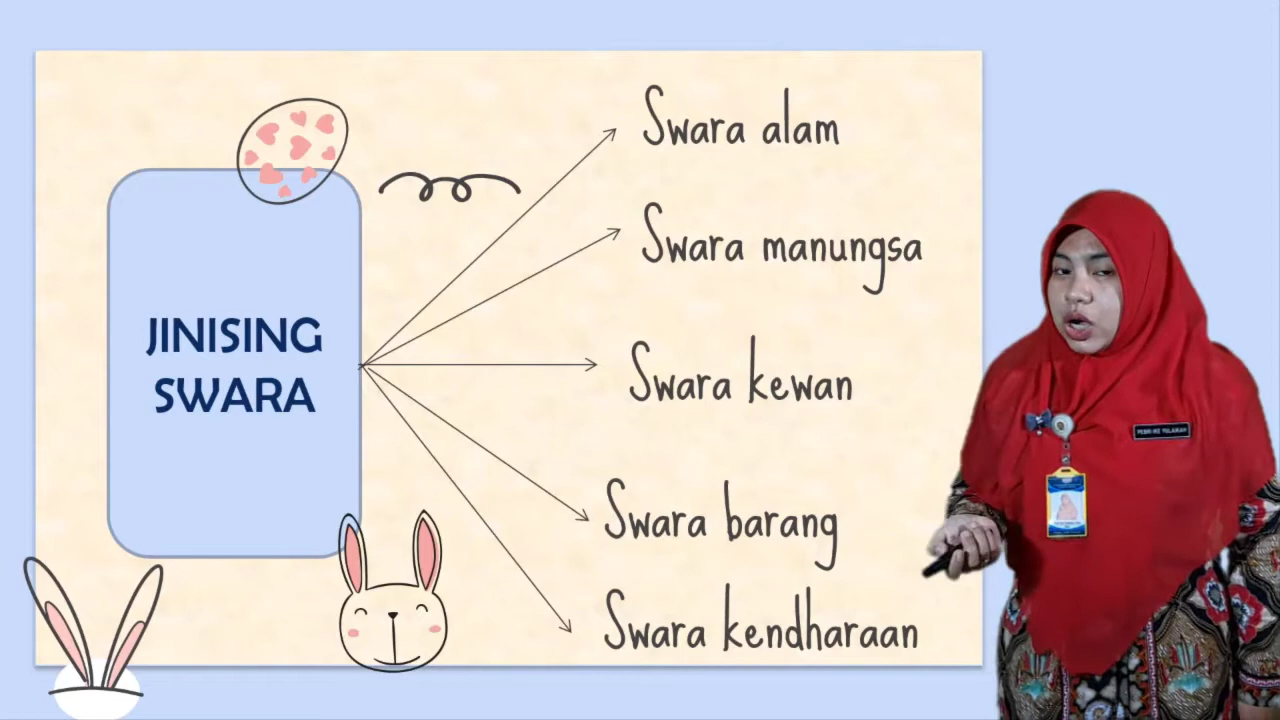 JINISING
SWARA
Swara alam
Swara manungsa
Swara kewan
Swara barang
Swara kendharaan